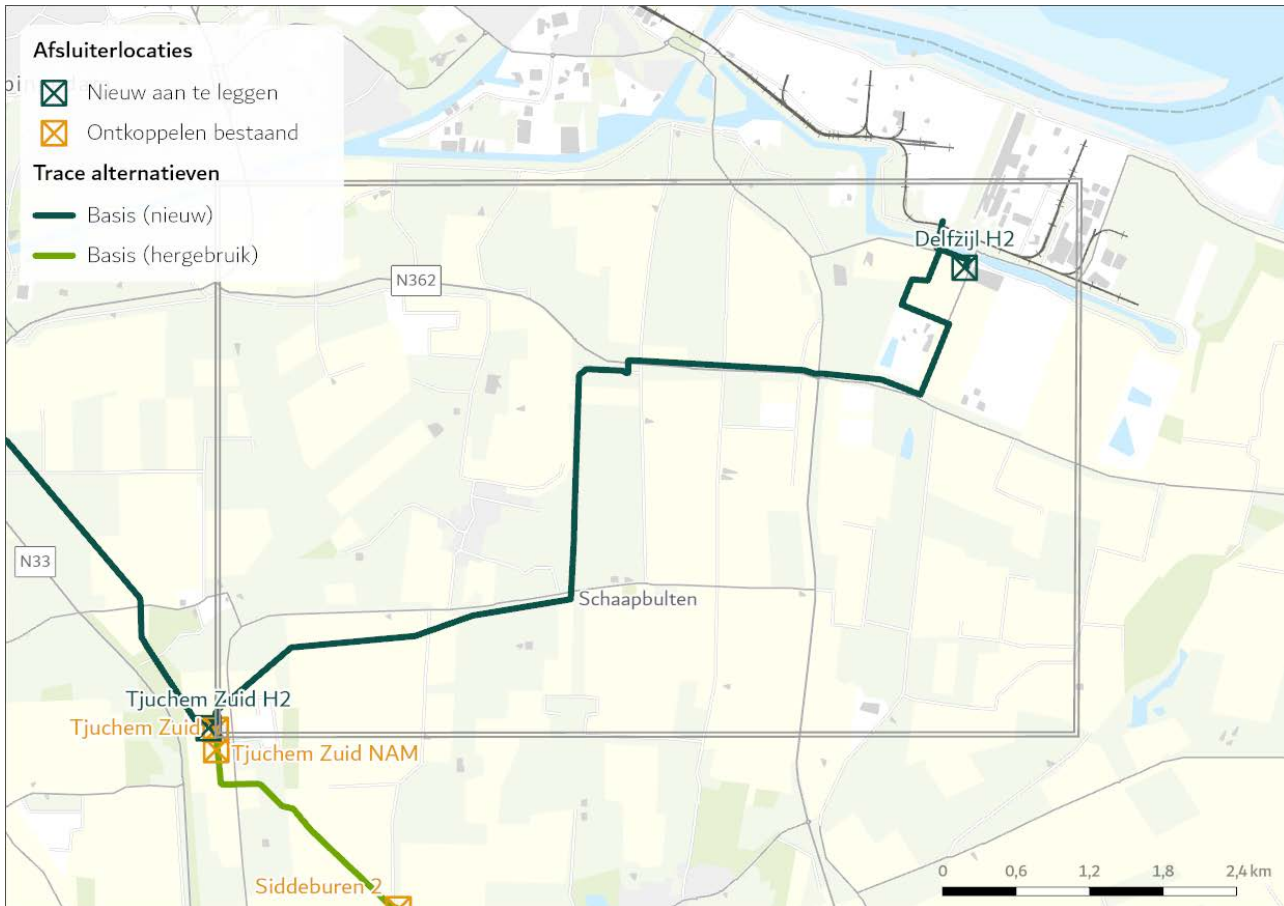 Afsluiterlocaties
Nieuw aan te leggen
Ontkoppelen bestaand
Trace alternatieven
Basis (nieuw)
Basis (hergebruik)
Delfzijl H2
N362
N33
Schaapbulten
Tjuchem Zuid H2
Tjuchem Zuid
Tjuchem Zuid NAM
Siddeburen 2
0 0,6 1,2 1,8 2,4 km